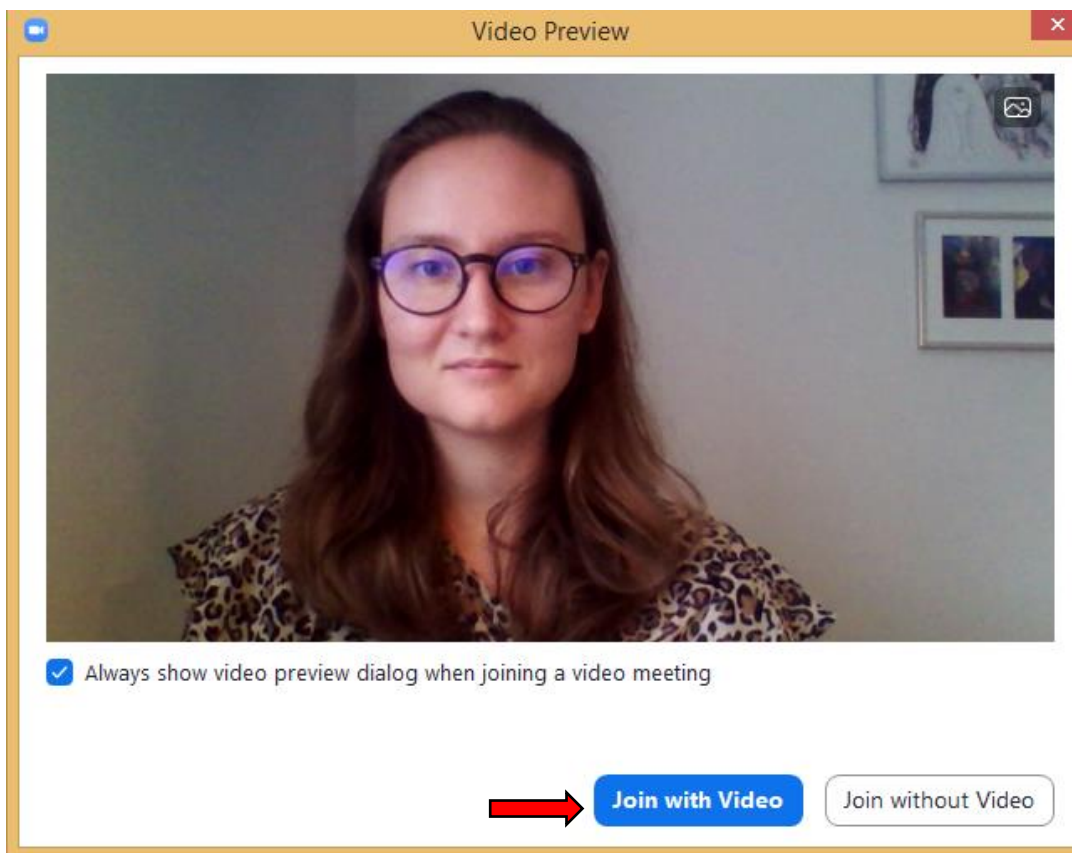 Video Preview
Always show video preview dialog when joining a video meeting
Join with Video
Join without Video